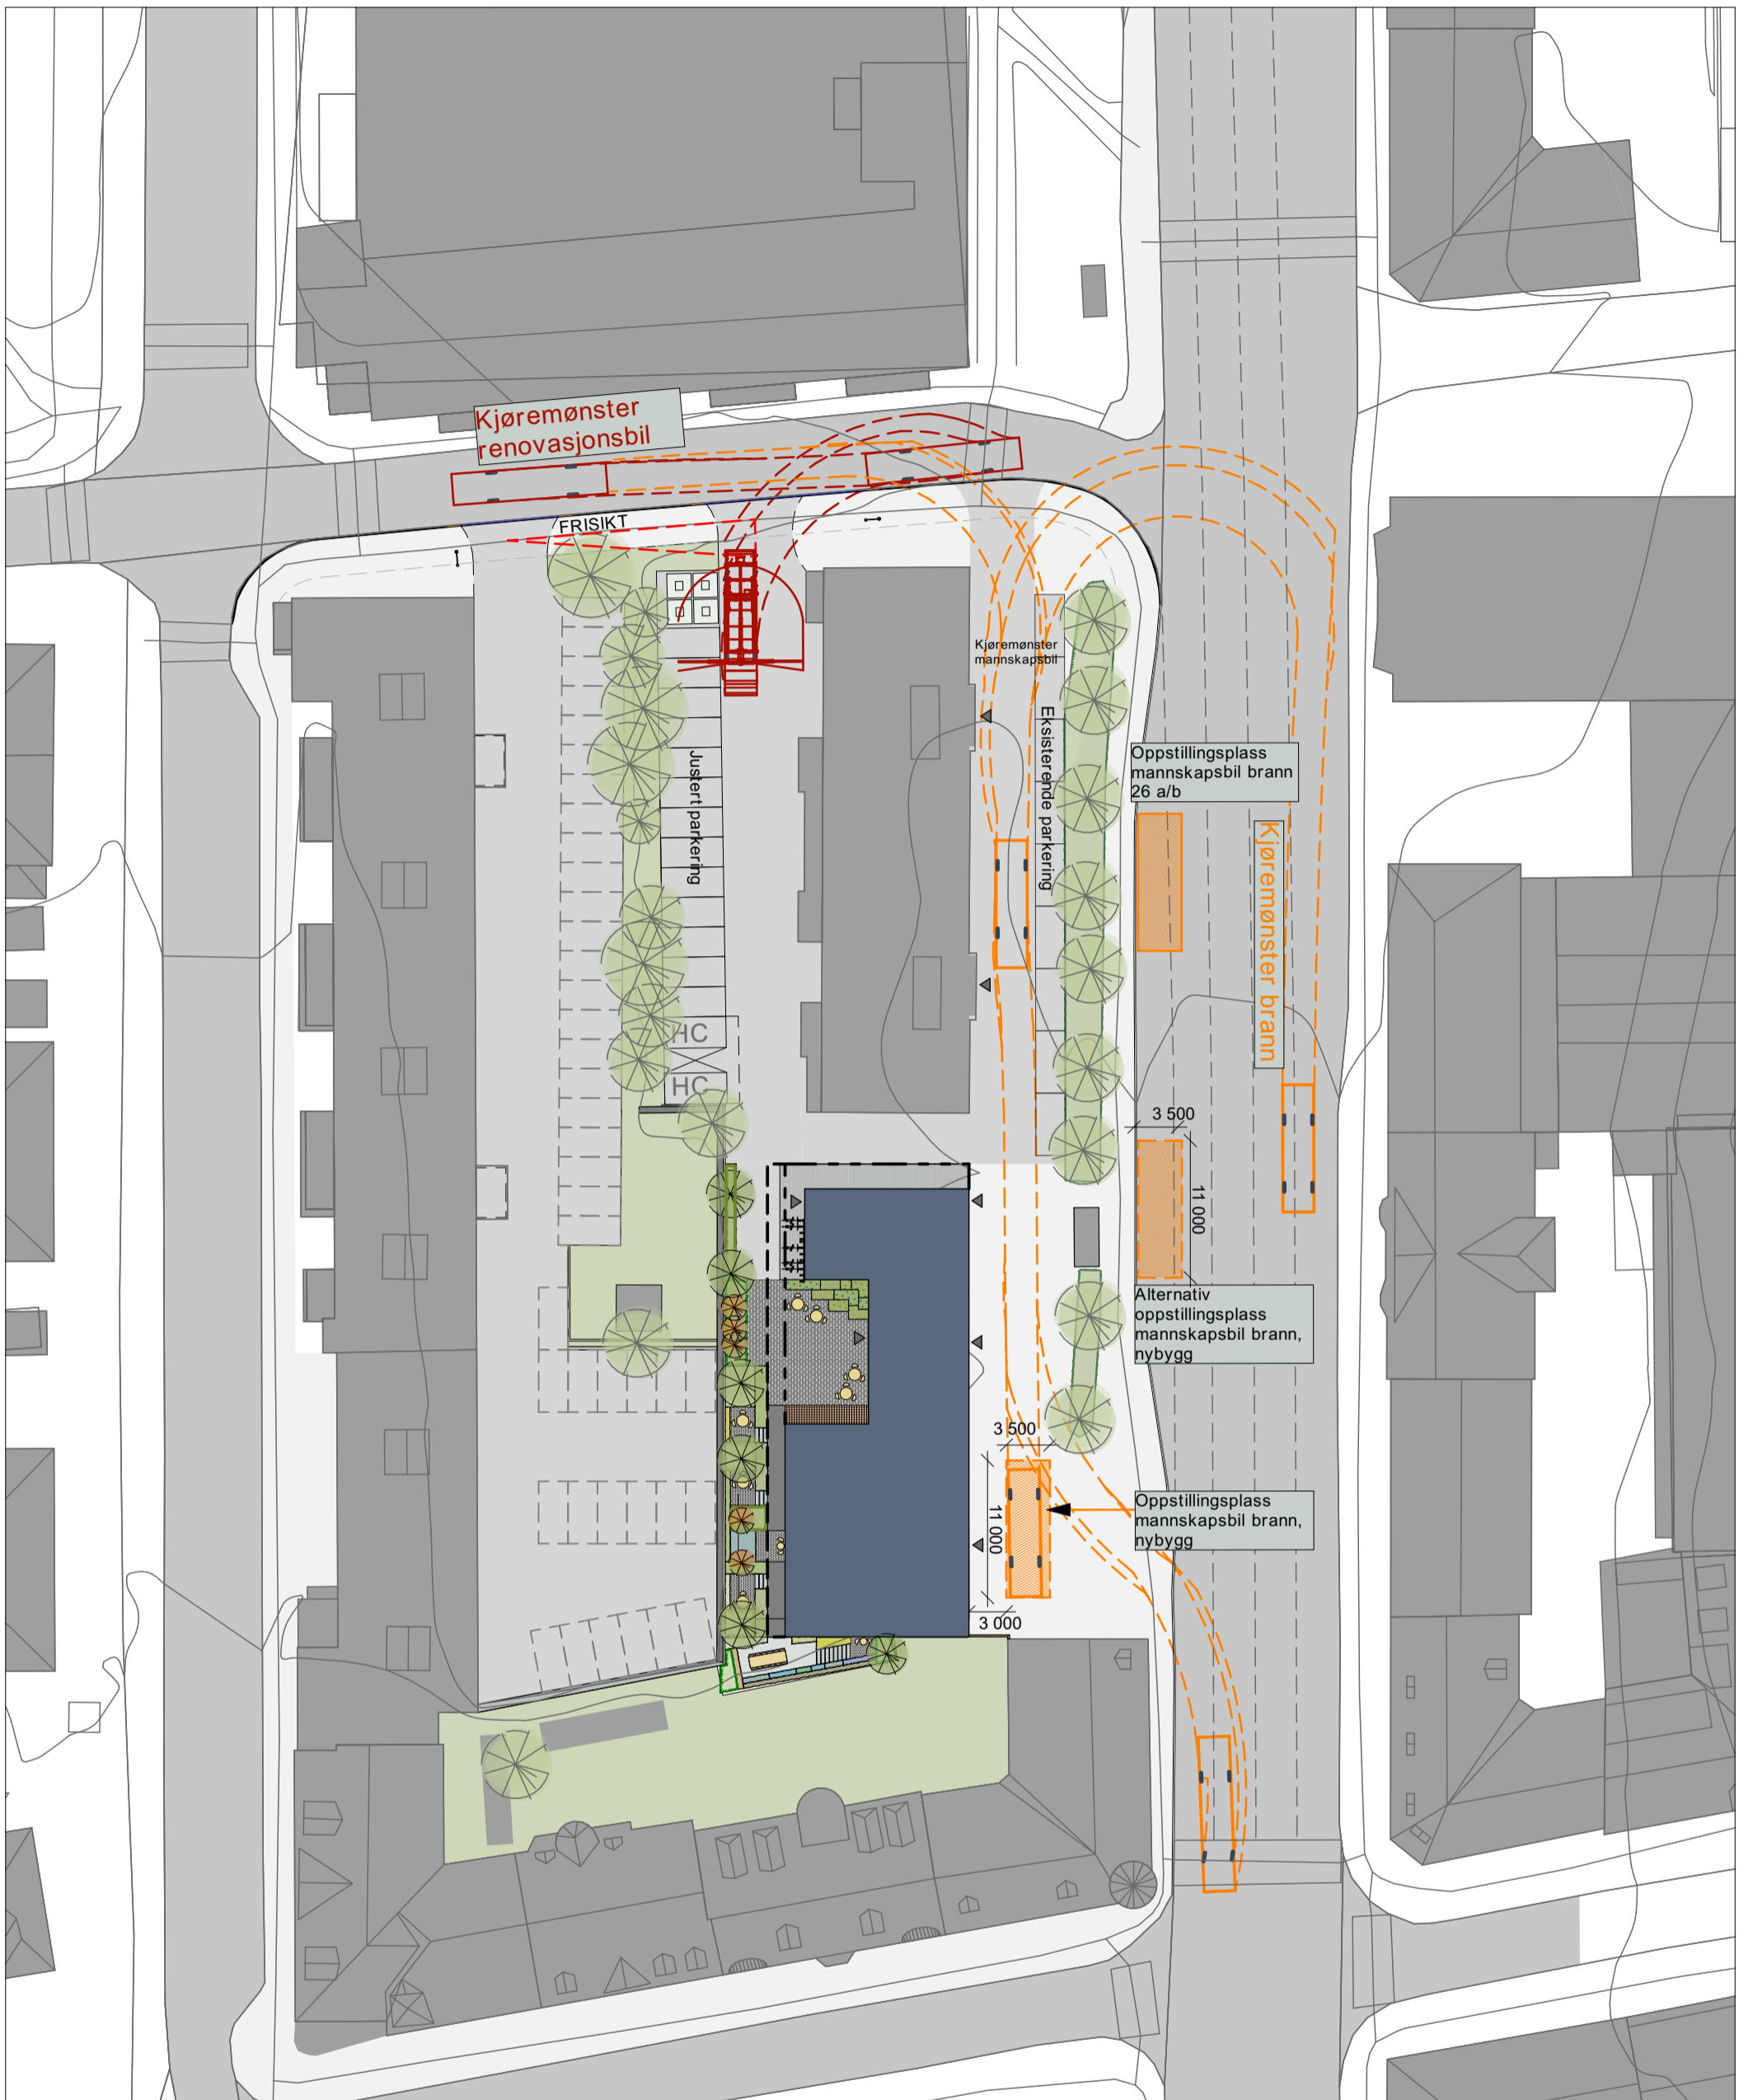 Kjøremønster
renovasjonsbil
FRISIKT
Kjøremønster
mannskapsbil
Eksisterende parkering
Justert parkering
Oppstillingsplass
mannskapsbil brann
26 a/b
Kjøremønster brann
HC
HC
3 500
11 000
Alternativ
oppstillingsplass
mannskapsbil brann,
nybygg
3 500
11 000
Oppstillingsplass
mannskapsbil brann,
nybygg
3 000